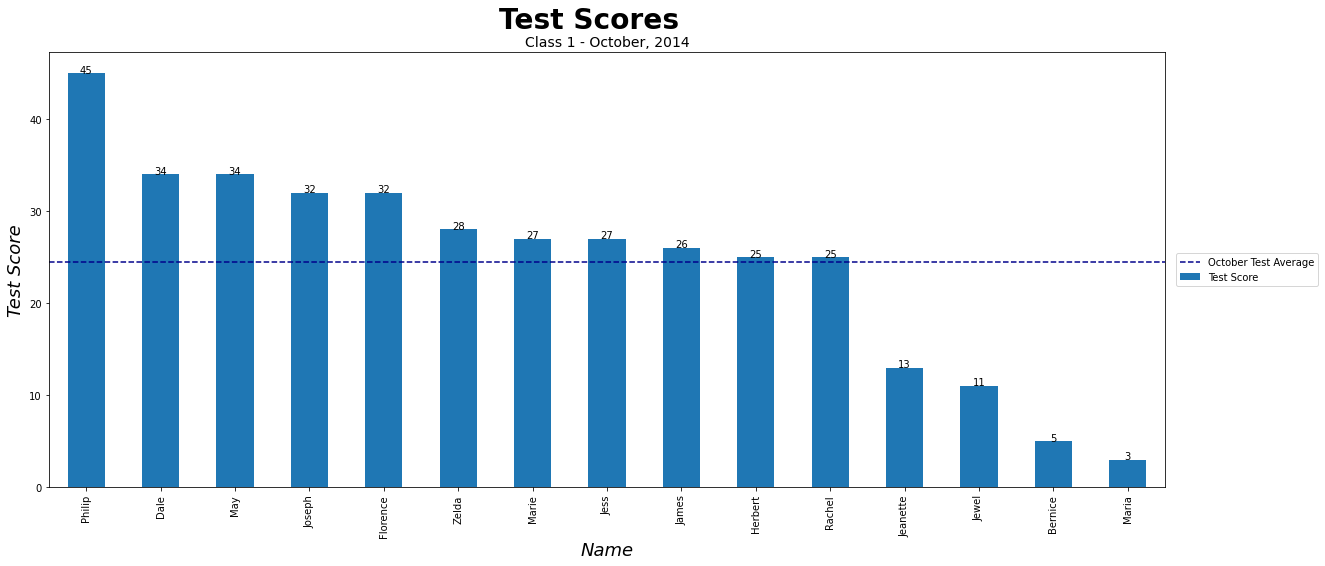 Test Scores
Class 1 - October, 2014
Test Score
40
30
20
10
0
45
34
34
32
32
28
27
27
26
25
25
13
11
5
3
Philip
Dale
May
Joseph
Florence
Zelda
Marie
Jess
James
Herbert
Rachel
Jeanette
Jewel
Bernice
Maria
Name
October Test Average
Test Score